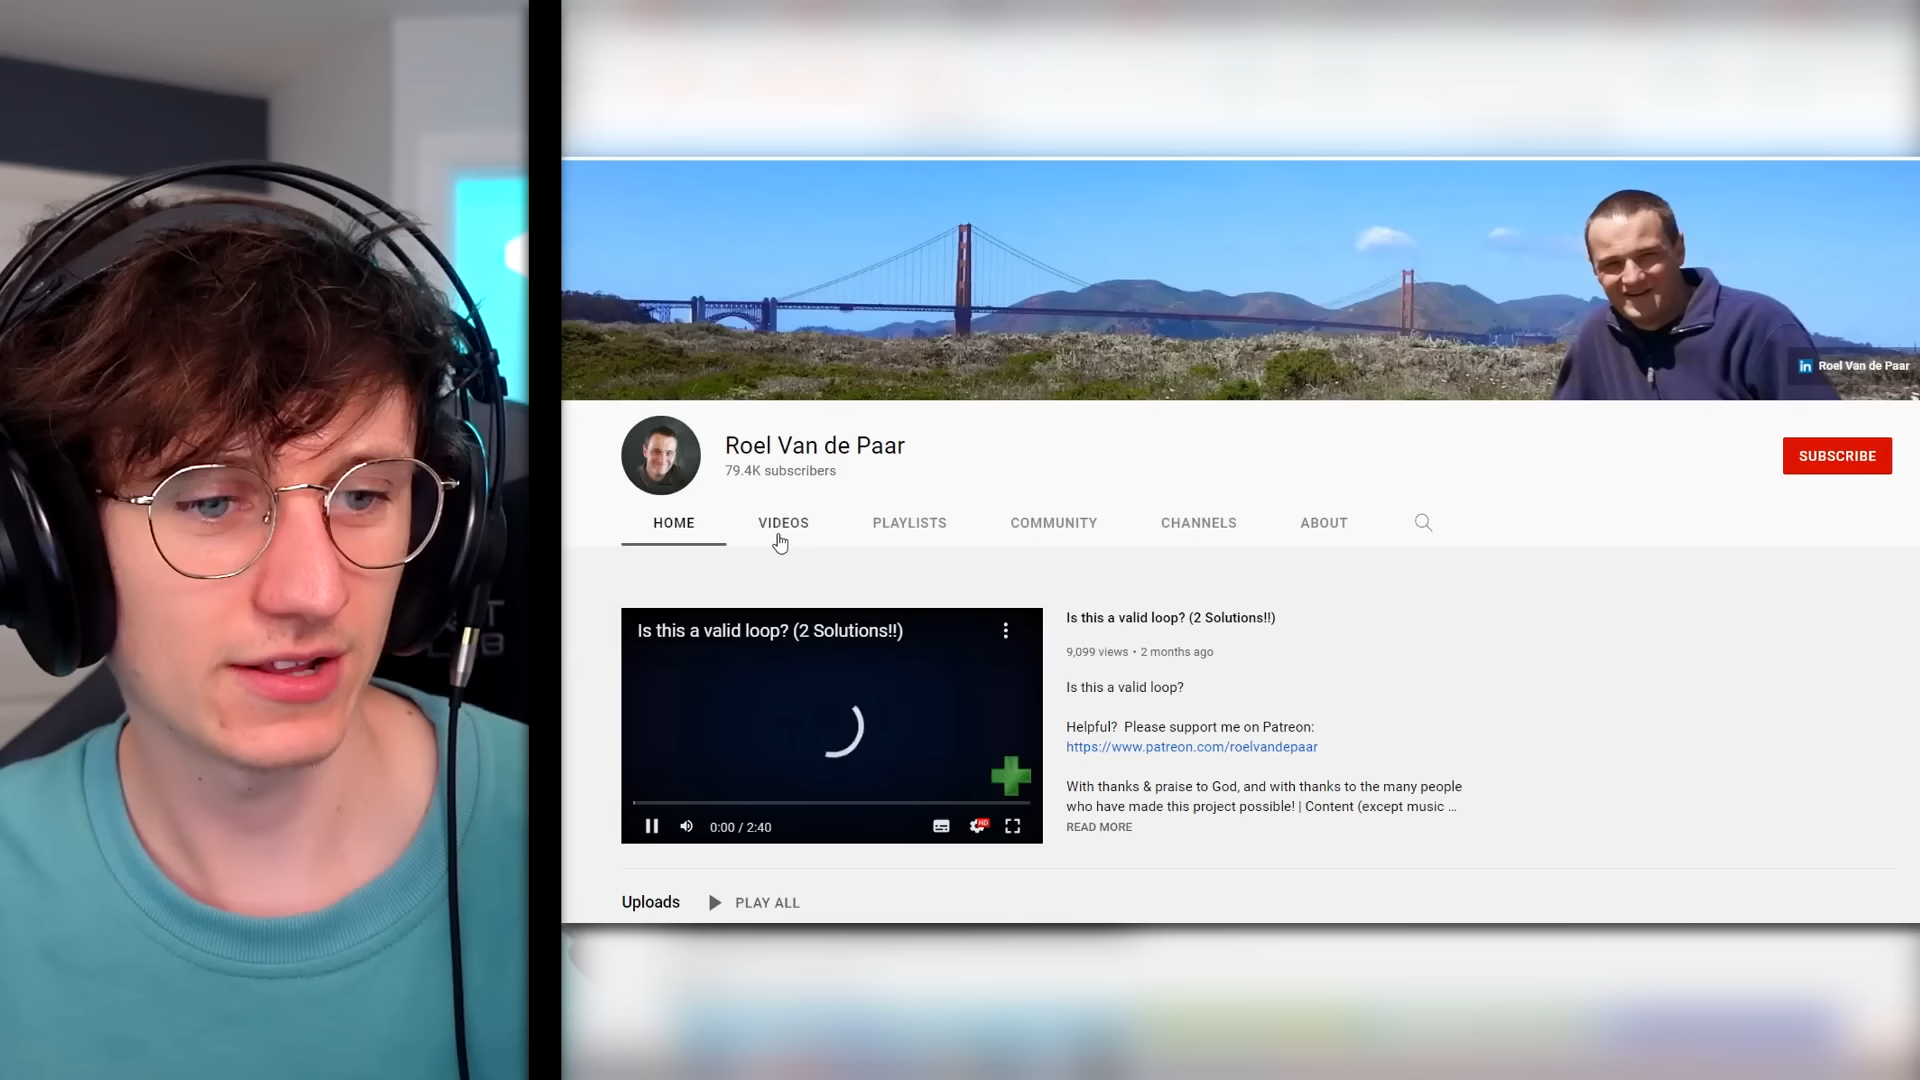 in Roel Van de Paar
Roel Van de Paar
79.4K subscribers
SUBSCRIBE
HOME VIDEOS PLAYLISTS COMMUNITY CHANNELS ABOUT
Is this a valid loop? (2 Solutions!!)
HD
0:00 / 2:40
Is this a valid loop? (2 Solutions!!)
9,099 views • 2 months ago
Is this a valid loop?
Helpful? Please support me on Patreon:
https://www.patreon.com/roelvandepaar
With thanks & praise to God, and with thanks to the many people
who have made this project possible! | Content (except music ...
READ MORE
Uploads PLAY ALL